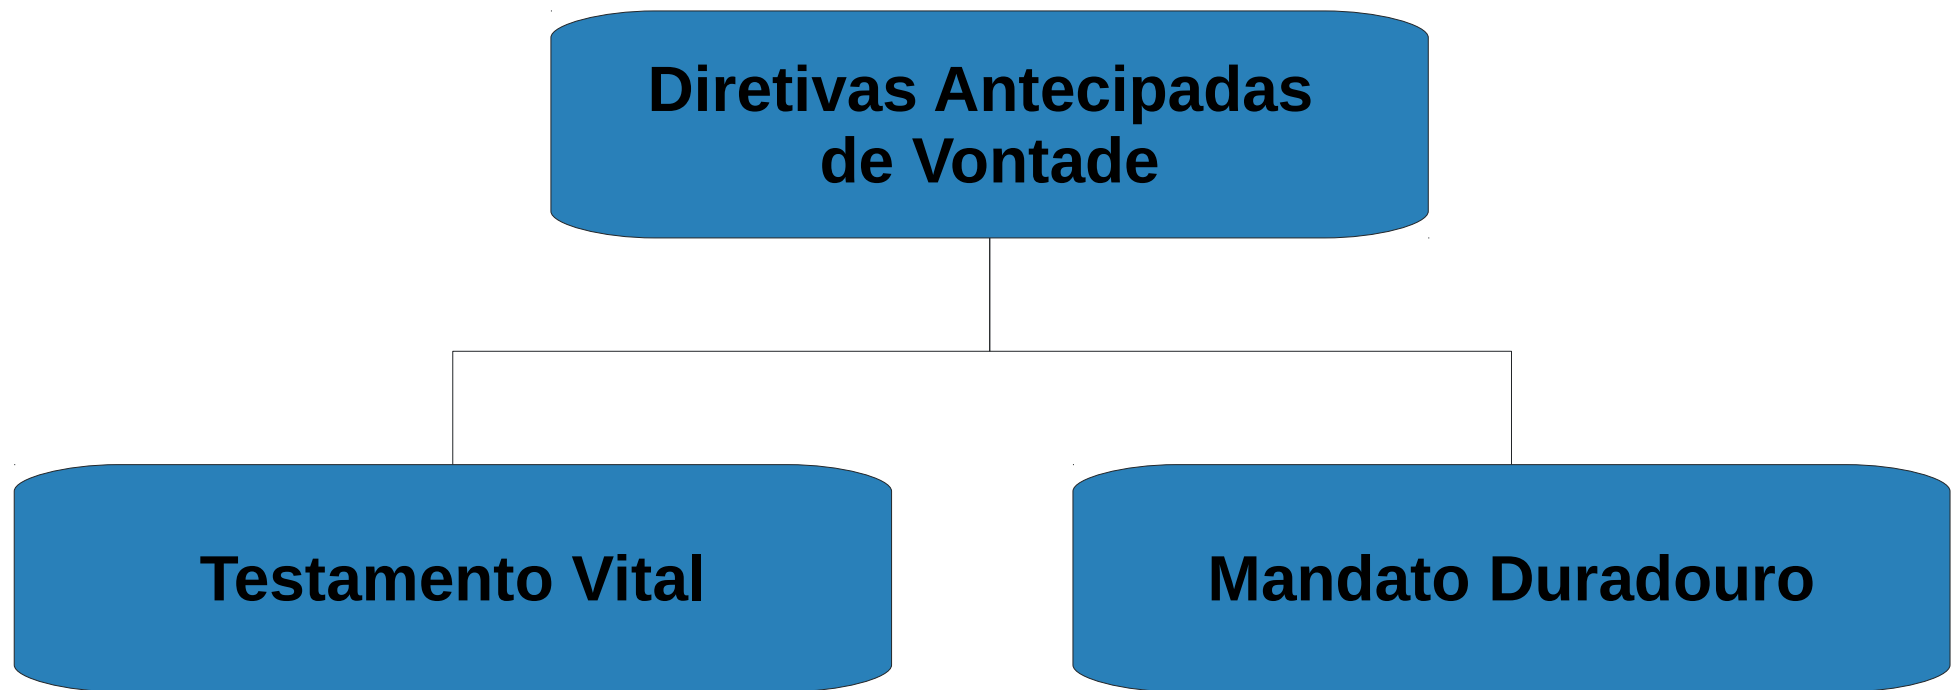 Diretivas Antecipadas
de Vontade
Testamento Vital
Mandato Duradouro